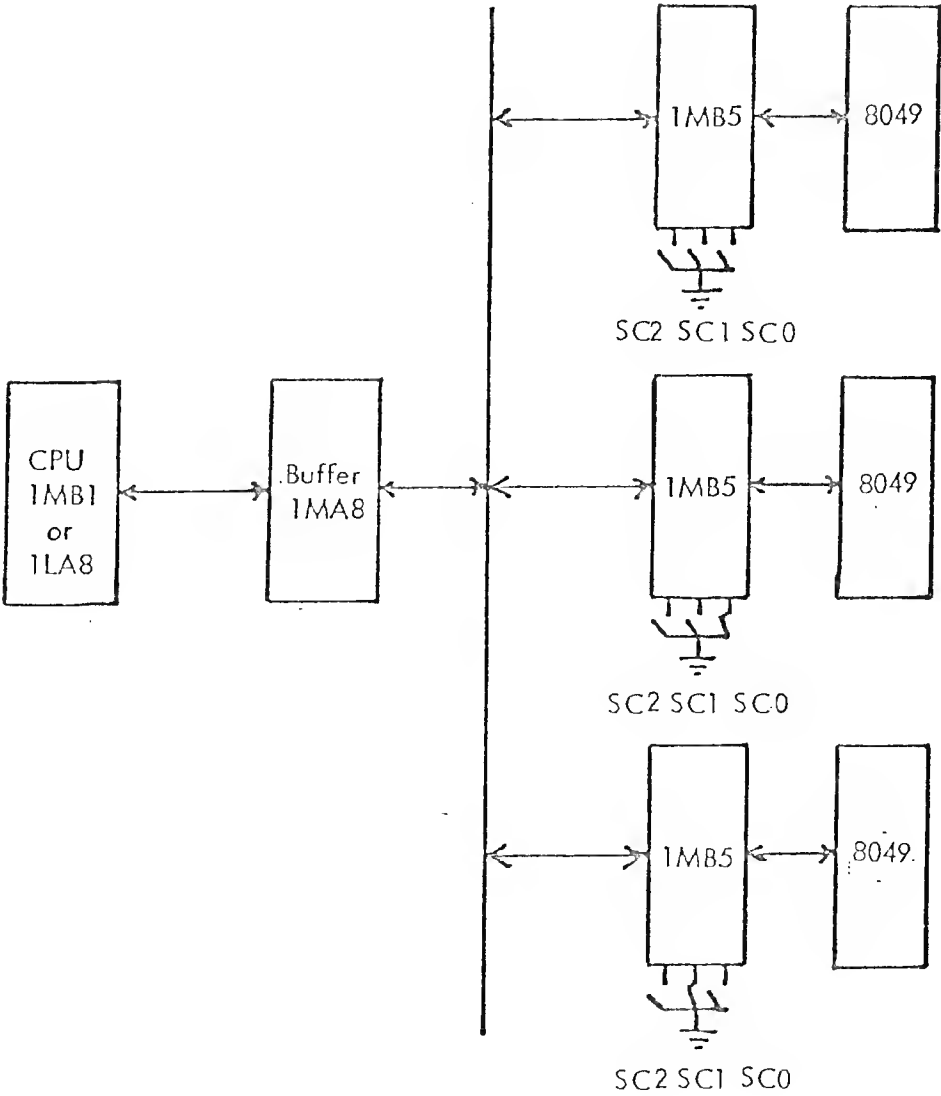 1MB5
8049
SC2 SC1 SC0
CPU
1MB1
or
1LA8
Buffer
1MA8
1MB5
8049
SC2 SC1 SC0
1MB5
8049
SC2 SC1 SC0